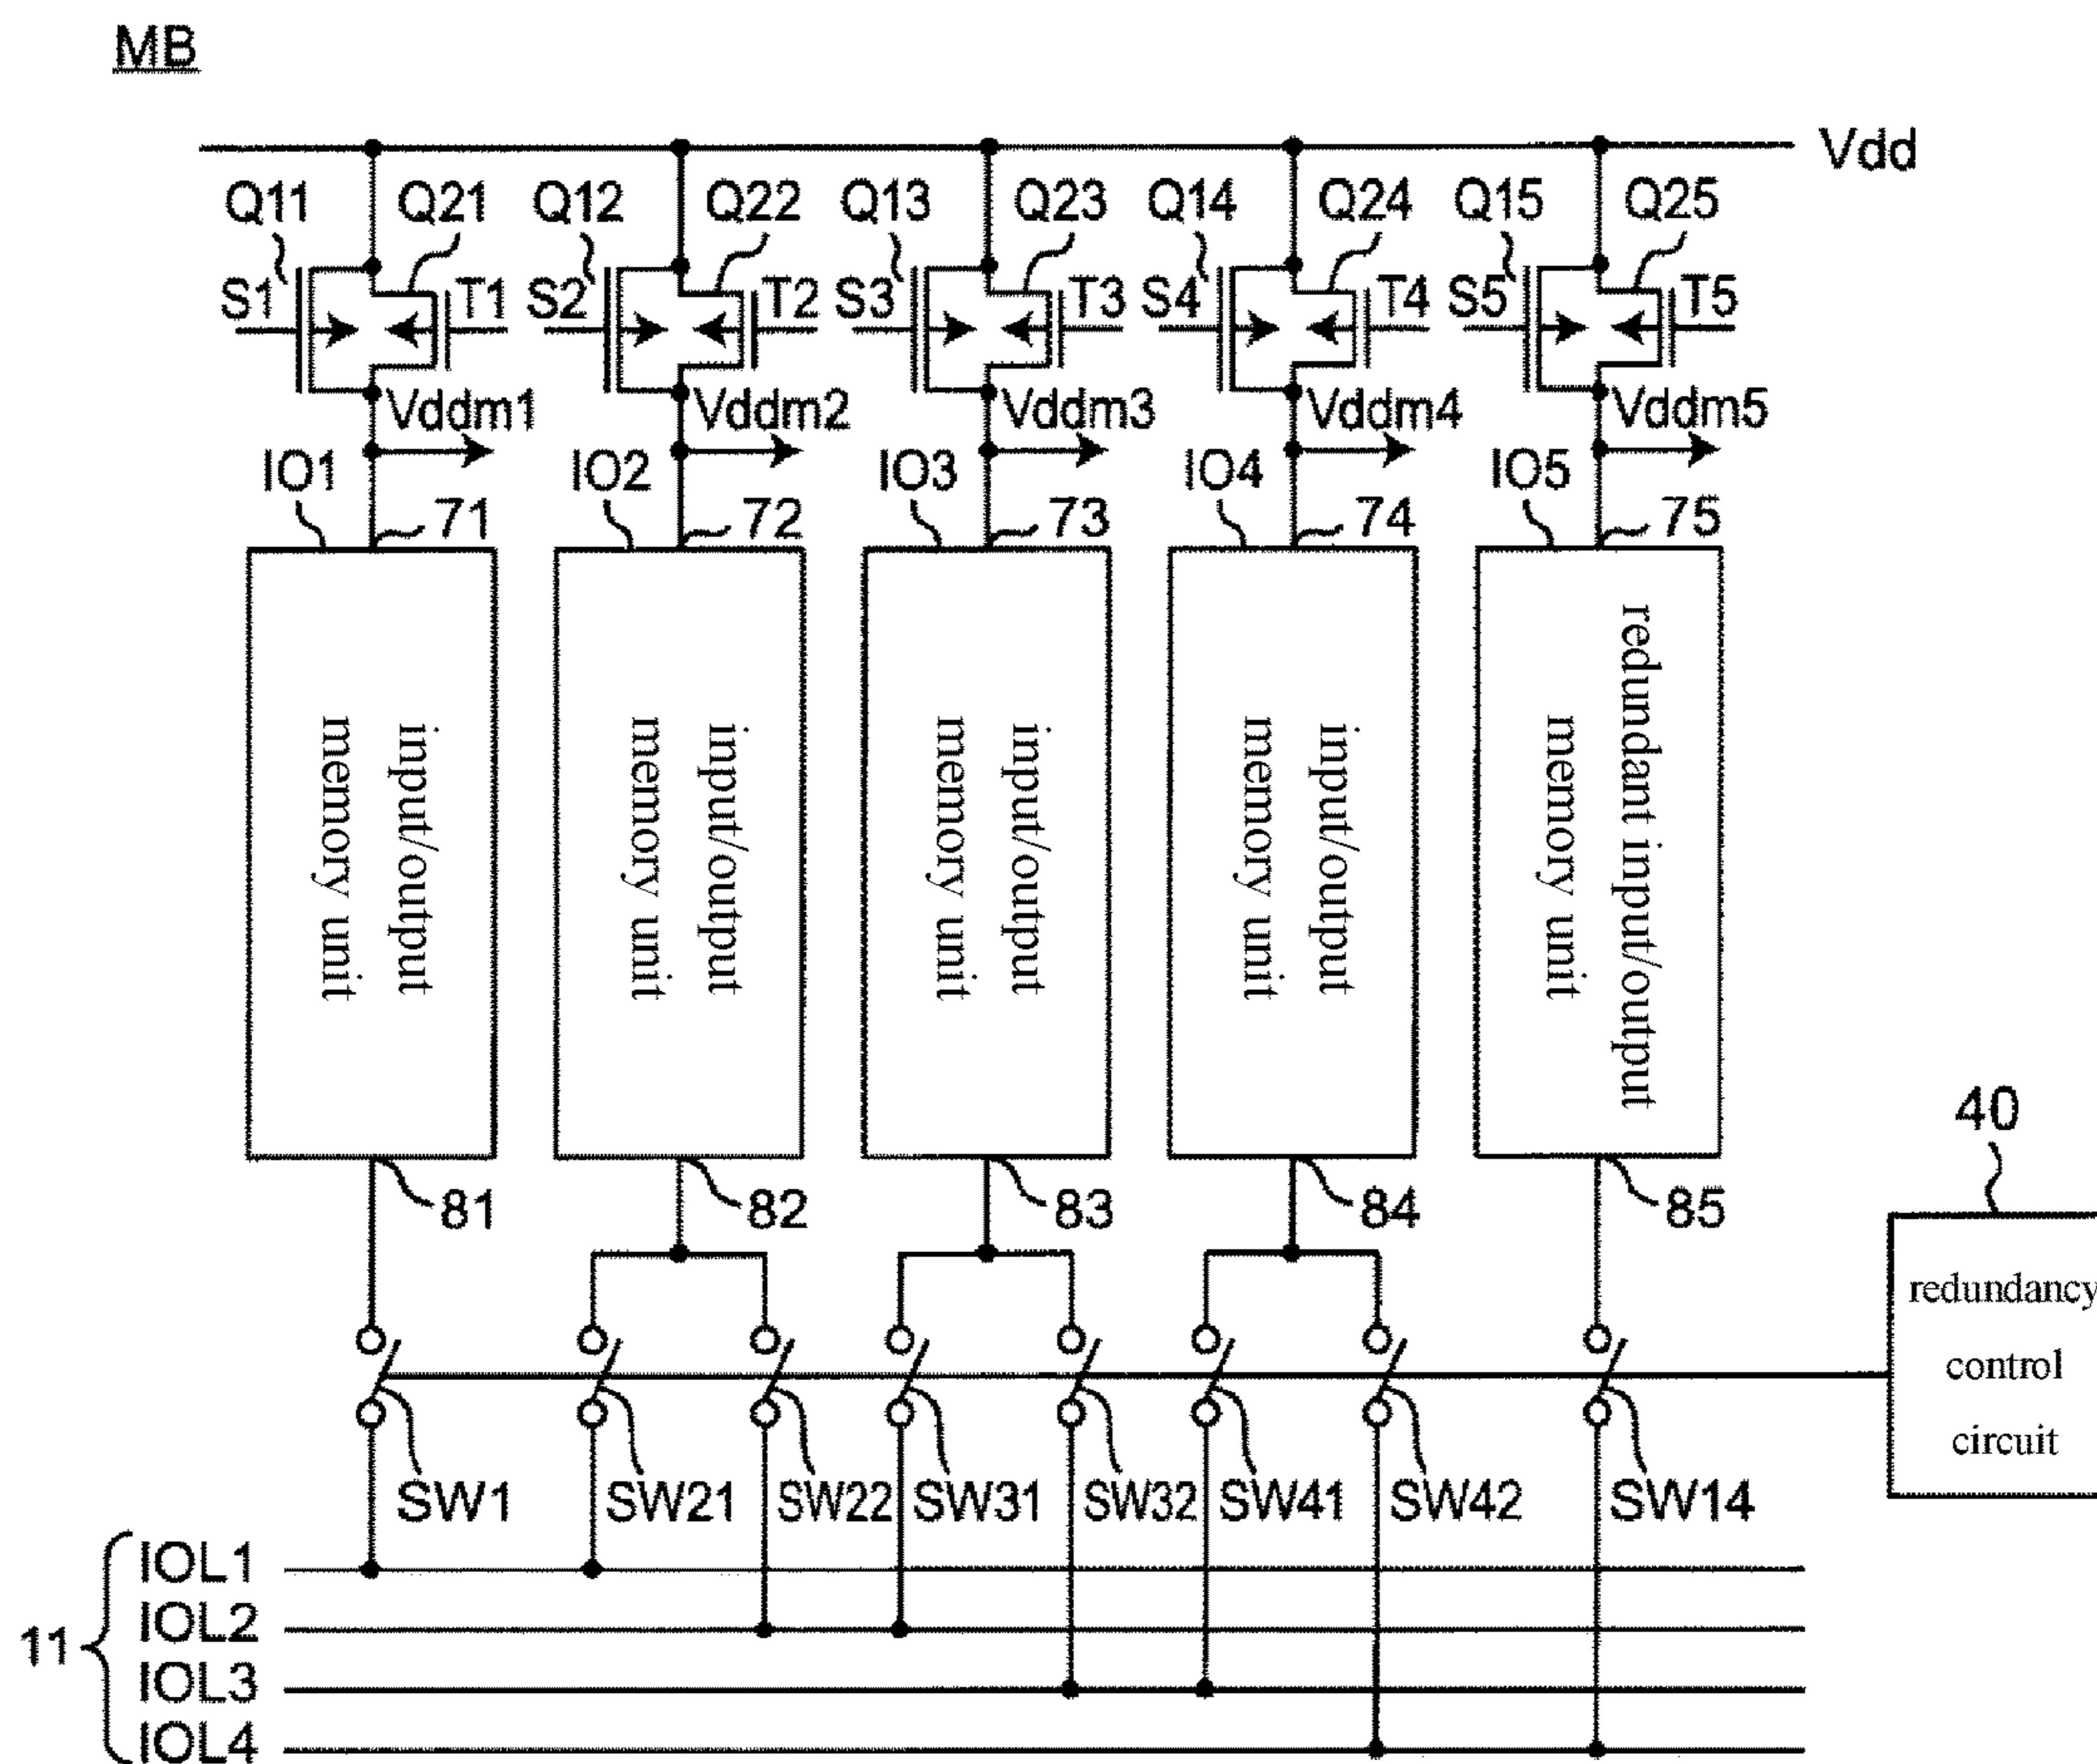 MB
Vdd
Q11 Q21 Q12 Q22 Q13 Q23 Q14 Q24 Q15 Q25
S1 T1 S2 T2 S3 T3 S4 T4 S5 T5
Vddm1 Vddm2 Vddm3 Vddm4 Vddm5
IO1 IO2 IO3 IO4 IO5
71 72 73 74 75
input/output
memory unit
input/output
memory unit
input/output
memory unit
input/output
memory unit
redundant input/output
memory unit
81 82 83 84 85
40
redundancy
control
circuit
SW1 SW21 SW22 SW31 SW32 SW41 SW42 SW14
11
IOL1
IOL2
IOL3
IOL4